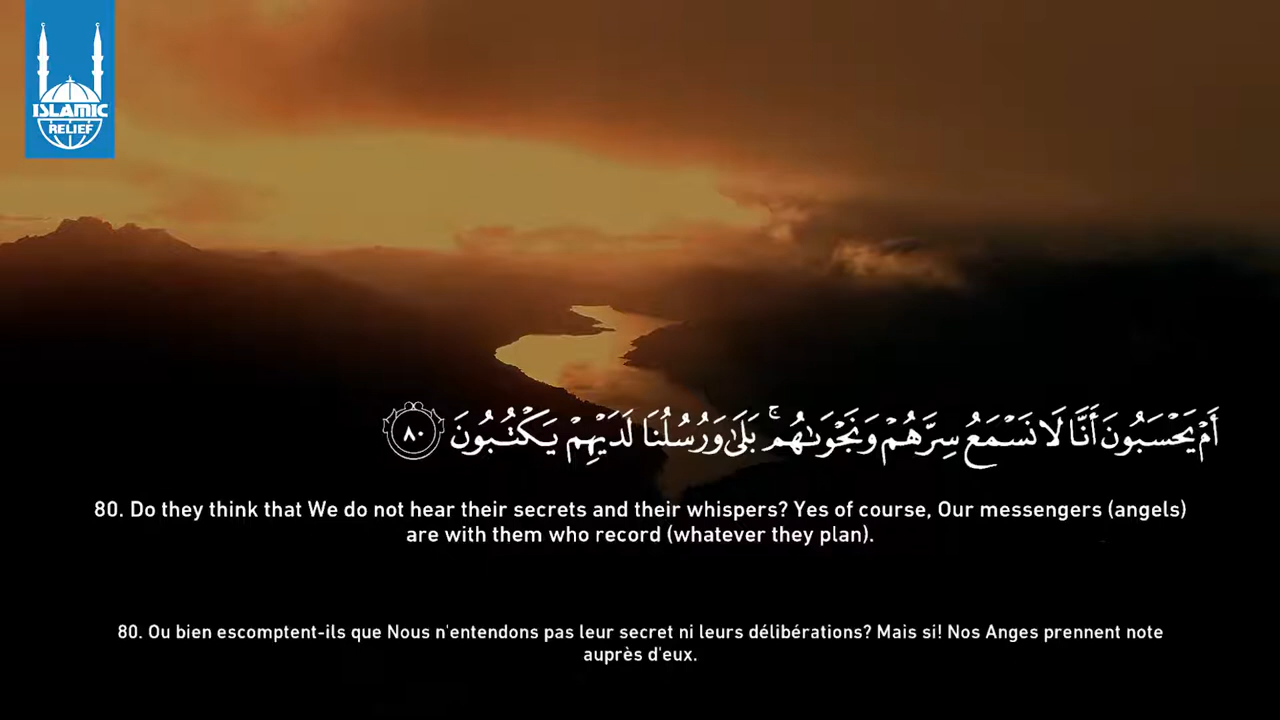 ISLAMIC
RELIEF
أَمْ يَحْسَبُونَ أَنَّا لَا نَسْمَعُ سِرَّهُمْ وَنَجْوَىٰهُم ۚ بَلَىٰ وَرُسُلُنَا لَدَيْهِمْ يَكْتُبُونَ ٨٠
80. Do they think that We do not hear their secrets and their whispers? Yes of course, Our messengers (angels)
are with them who record (whatever they plan).
80. Ou bien escomptent-ils que Nous n'entendons pas leur secret ni leurs délibérations? Mais si! Nos Anges prennent note
auprès d'eux.